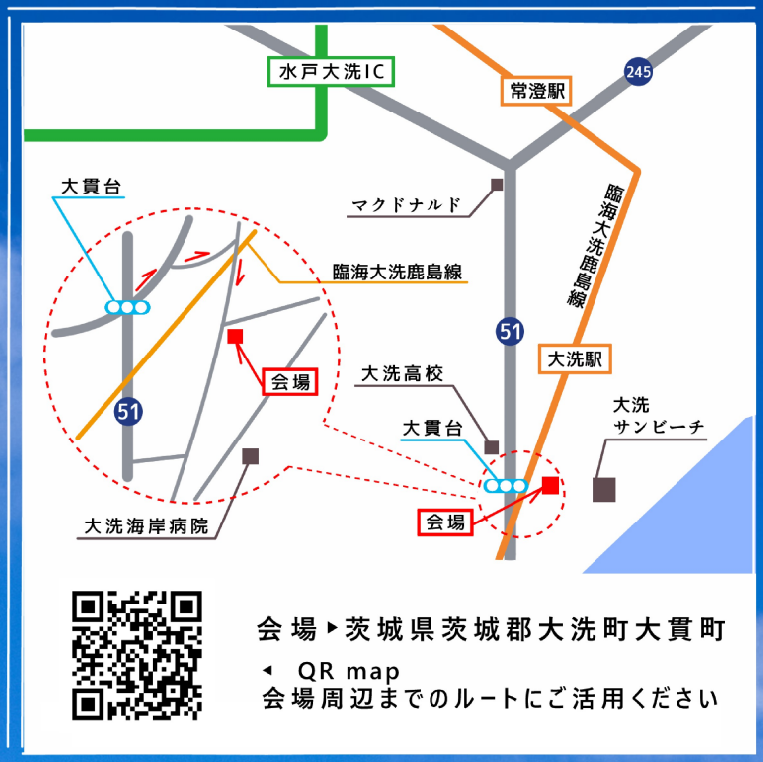 水戸大洗IC
245
常澄駅
大貫台
マクドナルド
臨海大洗鹿島線
臨海大洗鹿島線
51
大洗駅
会場
大洗高校
51
大洗
サンビーチ
大貫台
大洗海岸病院
会場
会場▶茨城県茨城郡大洗町大貫町
◀ QR map
会場周辺までのルートにご活用ください